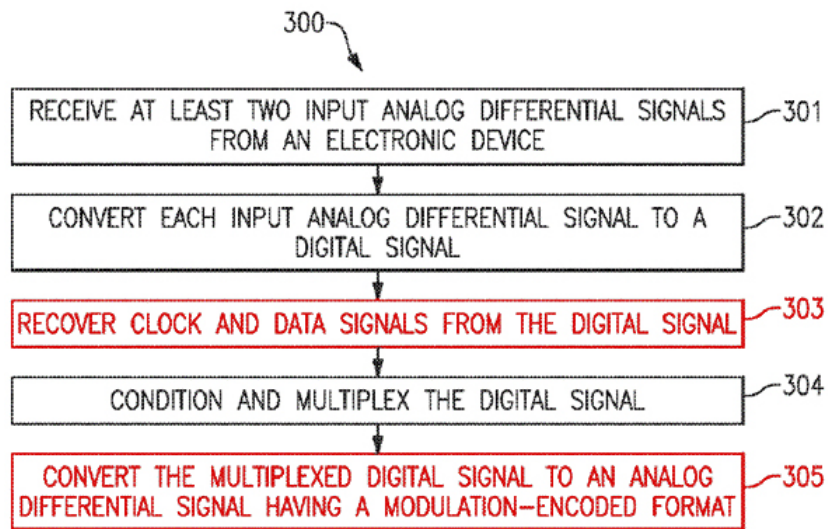 300
RECEIVE AT LEAST TWO INPUT ANALOG DIFFERENTIAL SIGNALS
FROM AN ELECTRONIC DEVICE
301
CONVERT EACH INPUT ANALOG DIFFERENTIAL SIGNAL TO A
DIGITAL SIGNAL
302
RECOVER CLOCK AND DATA SIGNALS FROM THE DIGITAL SIGNAL
303
CONDITION AND MULTIPLEX THE DIGITAL SIGNAL
304
CONVERT THE MULTIPLEXED DIGITAL SIGNAL TO AN ANALOG
DIFFERENTIAL SIGNAL HAVING A MODULATION-ENCODED FORMAT
305